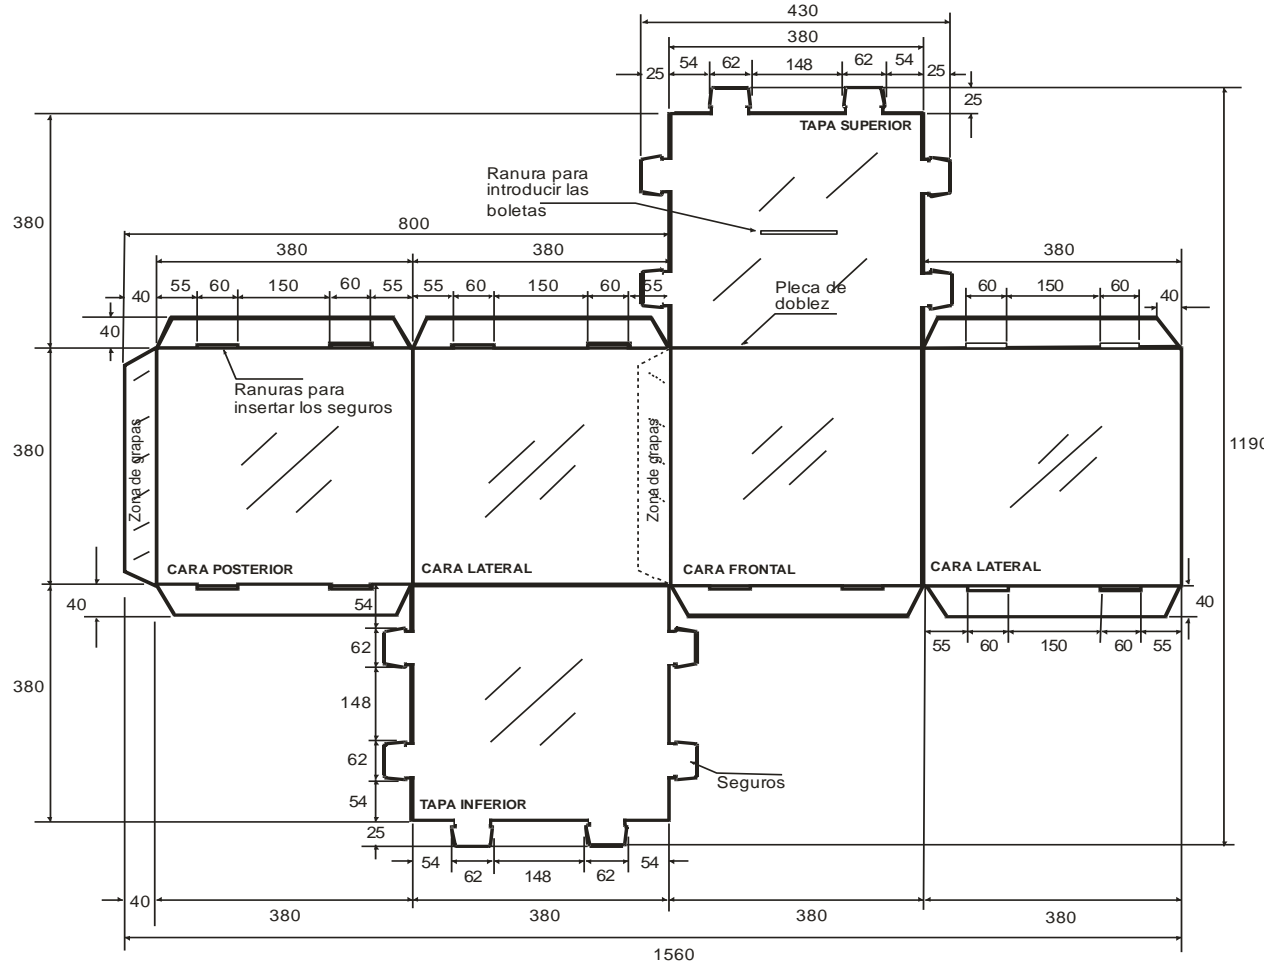 430
380
54 62 148 62 54
25 25
25
TAPA SUPERIOR
Ranura para
introducir las
boletas
380
800
380 380 380
55 60 150 60 55 55 60 150 60 55 60 150 60
40 40
40
Pleca de
doblez
Ranuras para
insertar los seguros
380
Zona de grapas
Zona de grapas
1190
CARA POSTERIOR
CARA LATERAL
CARA FRONTAL
CARA LATERAL
40
40
54
62
148
62
54
25
380
55 60 150 60 55
Seguros
TAPA INFERIOR
54 62 148 62 54
40 380 380 380 380
1560